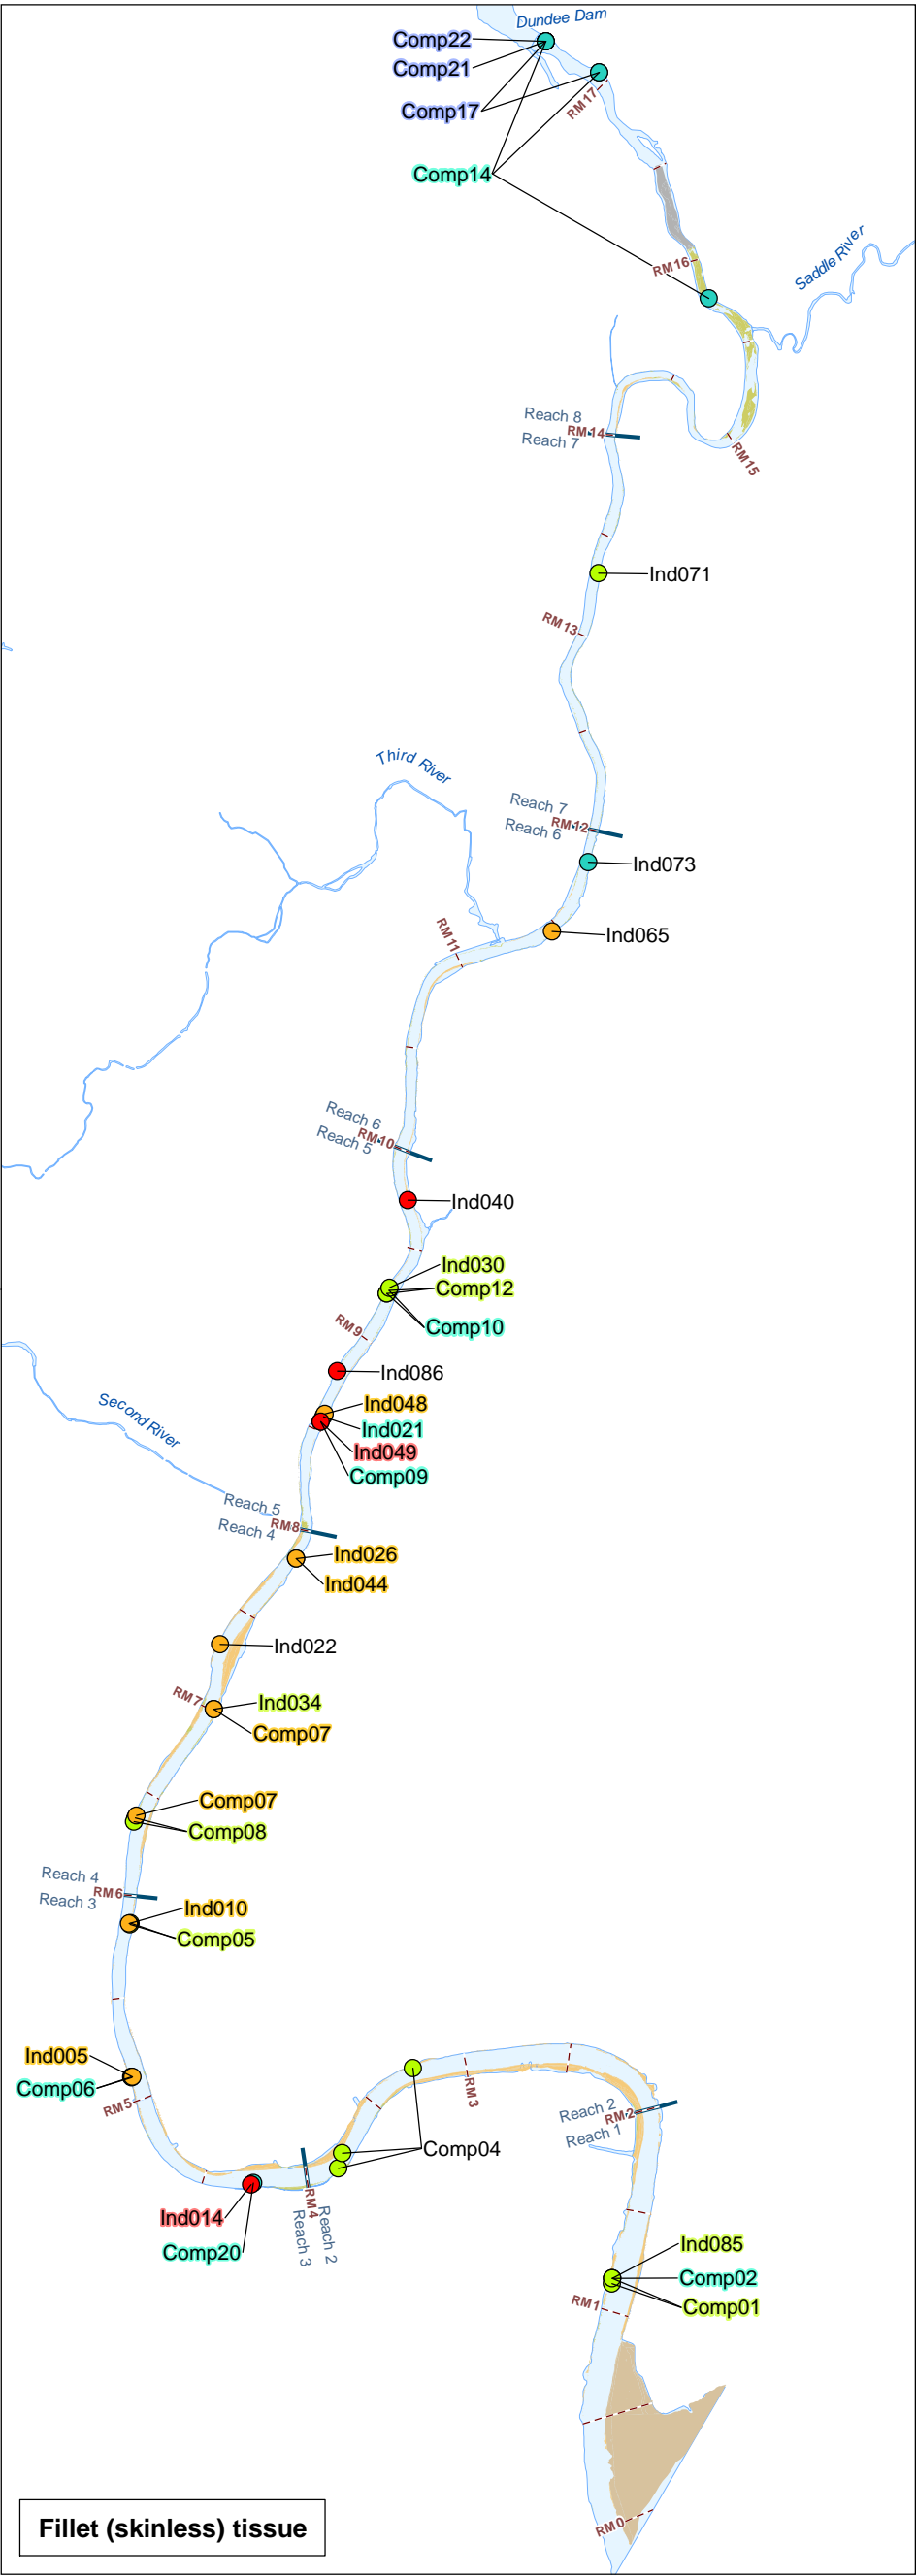 Dundee Dam
Comp22
Comp21
RM17
Comp17
Comp14
Saddle River
RM16
Reach 8
RM14
Reach 7
RM15
Ind071
RM13
Third River
Reach 7
RM12
Reach 6
Ind073
RM11
Ind065
Reach 6
RM10
Reach 5
Ind040
Ind030
Comp12
Comp10
RM9
Ind086
Ind048
Second River
Ind021
Ind049
Comp09
Reach 5
RM8
Reach 4
Ind026
Ind044
Ind022
RM7
Ind034
Comp07
Comp07
Comp08
Reach 4
RM6
Reach 3
Ind010
Comp05
Ind005
Comp06
RM5
RM3
Reach 2
RM2
Reach 1
Comp04
RM4
Reach 2
Reach 3
Ind014
Comp20
Ind085
Comp02
RM1
Comp01
RM0
Fillet (skinless) tissue